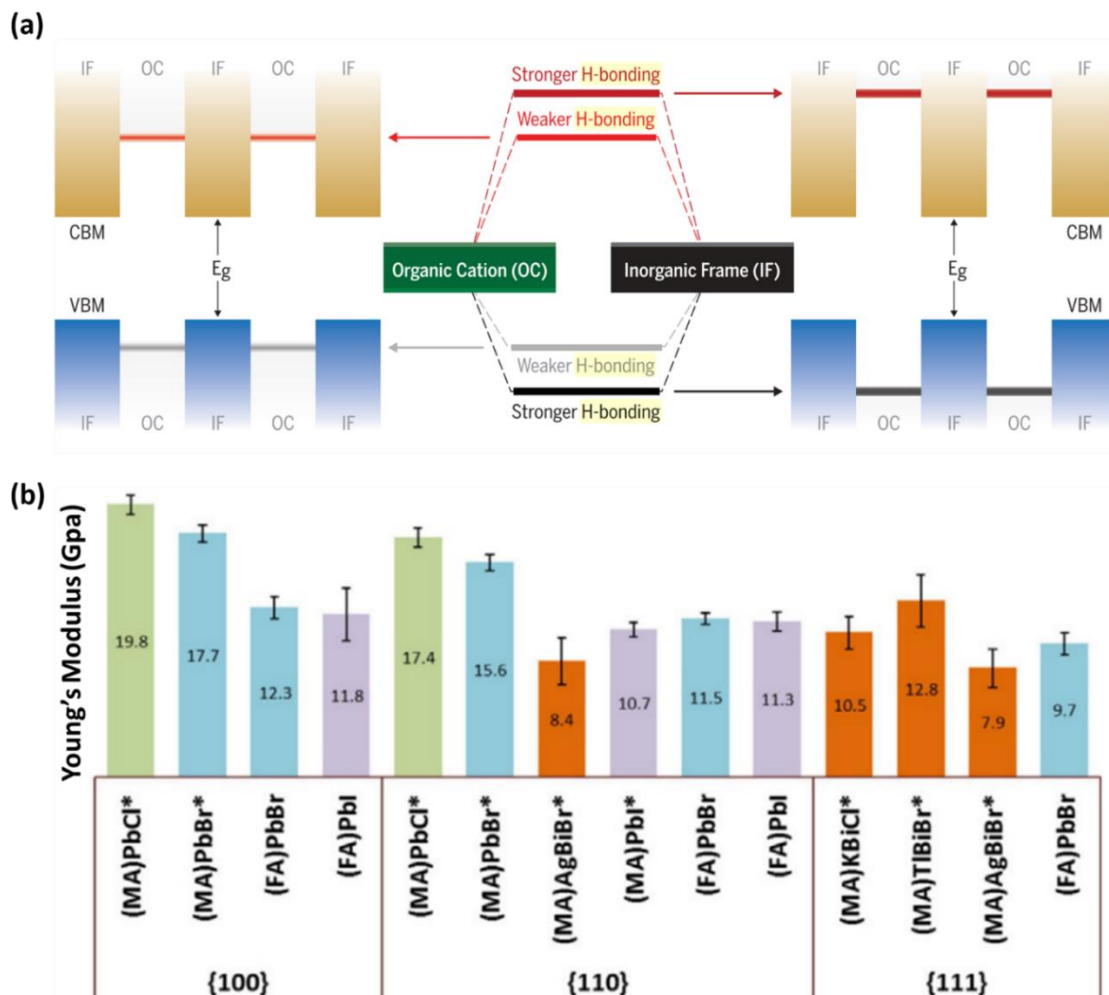 (a)
IF OC IF OC IF
Stronger H-bonding
Weaker H-bonding
IF OC IF OC IF
CBM
Eg
VBM
Organic Cation (OC)
Inorganic Frame (IF)
CBM
Eg
VBM
Weaker H-bonding
Stronger H-bonding
IF OC IF OC IF
IF OC IF OC IF
(b)
Young's Modulus (Gpa)
19.8
17.7
12.3
11.8
17.4
15.6
8.4
10.7
11.5
11.3
10.5
12.8
7.9
9.7
(MA)PbCl*
(MA)PbBr*
(FA)PbBr
(FA)PbI
(MA)PbCl*
(MA)PbBr*
(MA)AgBiBr*
(MA)PbI*
(FA)PbBr
(FA)PbI
(MA)KBiCl*
(MA)TlBiBr*
(MA)AgBiBr*
(FA)PbBr
{100}
{110}
{111}